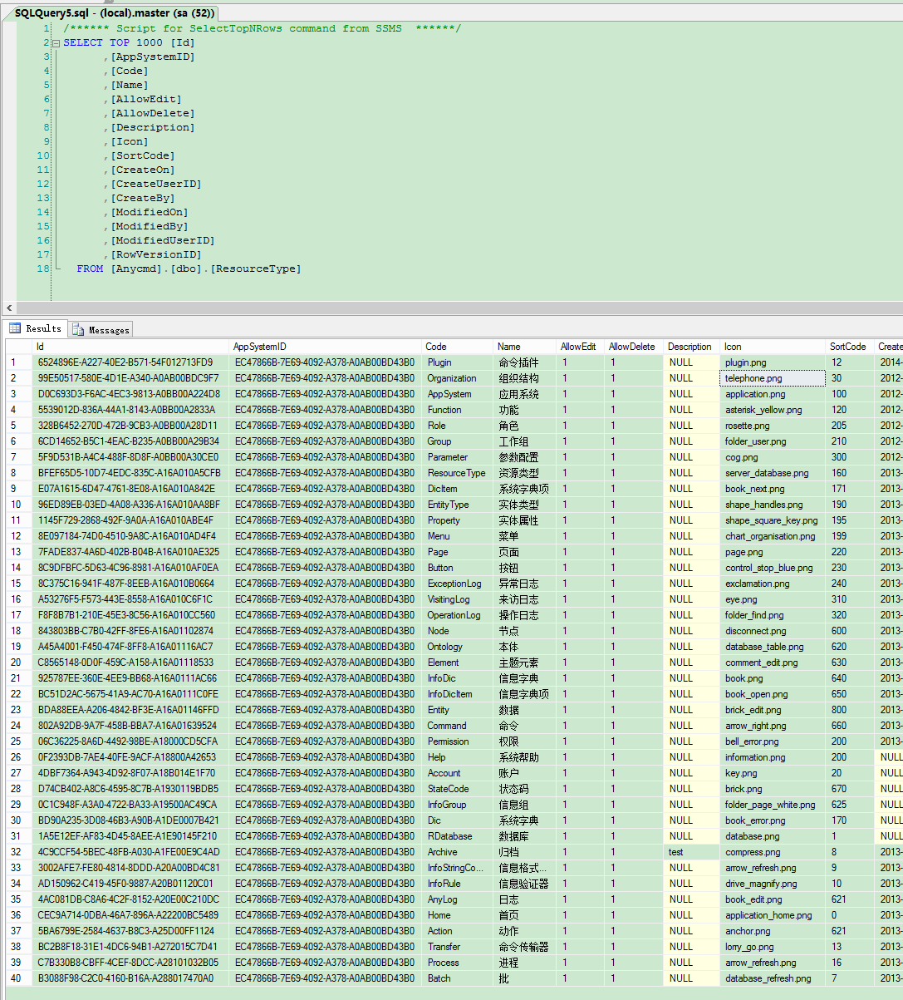 SQLQuery5.sql - (local).master (sa (52))
1 /****** Script for SelectTopNRows command from SSMS ******/
2 SELECT TOP 1000 [Id]
3 ,[AppSystemID]
4 ,[Code]
5 ,[Name]
6 ,[AllowEdit]
7 ,[AllowDelete]
8 ,[Description]
9 ,[Icon]
10 ,[SortCode]
11 ,[CreateOn]
12 ,[CreateUserID]
13 ,[CreateBy]
14 ,[ModifiedOn]
15 ,[ModifiedBy]
16 ,[ModifiedUserID]
17 ,[RowVersionID]
18 FROM [Anycmd].[dbo].[ResourceType]
Results Messages
Id AppSystemID Code Name AllowEdit AllowDelete Description Icon SortCode Create
1 6524896E-A227-40E2-B571-54F012713FD9 EC47866B-7E69-4092-A378-A0AB00BD43B0 Plugin 命令插件 1 1 NULL plugin.png 12 2014-
2 99E50517-580E-4D1E-A340-A0AB00BDC9F7 EC47866B-7E69-4092-A378-A0AB00BD43B0 Organization 组织结构 1 1 NULL telephone.png 30 2012-
3 D0C693D3-F6AC-4EC3-9813-A0BB00A224D8 EC47866B-7E69-4092-A378-A0AB00BD43B0 AppSystem 应用系统 1 1 NULL application.png 100 2012-
4 5539012D-836A-44A1-8143-A0BB00A2833A EC47866B-7E69-4092-A378-A0AB00BD43B0 Function 功能 1 1 NULL asterisk_yellow.png 120 2012-
5 328B6452-270D-472B-9CB3-A0BB00A28D11 EC47866B-7E69-4092-A378-A0AB00BD43B0 Role 角色 1 1 NULL rosette.png 205 2012-
6 6CD14652-B5C1-4EAC-B235-A0BB00A29B34 EC47866B-7E69-4092-A378-A0AB00BD43B0 Group 工作组 1 1 NULL folder_user.png 210 2012-
7 5F9D531B-A4C4-488F-8D8F-A0BB00A30CE0 EC47866B-7E69-4092-A378-A0AB00BD43B0 Parameter 参数配置 1 1 NULL cog.png 300 2012-
8 BFEF65D5-10D7-4EDC-835C-A16A010A5CFB EC47866B-7E69-4092-A378-A0AB00BD43B0 ResourceType 资源类型 1 1 NULL server_database.png 160 2013-
9 E07A1615-6D47-4761-8E08-A16A010A842E EC47866B-7E69-4092-A378-A0AB00BD43B0 DicItem 系统字典项 1 1 NULL book_next.png 171 2013-
10 96ED89EB-03ED-4A08-A336-A16A010AA8BF EC47866B-7E69-4092-A378-A0AB00BD43B0 EntityType 实体类型 1 1 NULL shape_handles.png 190 2013-
11 1145F729-2868-492F-9A0A-A16A010ABE4F EC47866B-7E69-4092-A378-A0AB00BD43B0 Property 实体属性 1 1 NULL shape_square_key.png 195 2013-
12 8E097184-74D0-4510-9A8C-A16A010AD4F4 EC47866B-7E69-4092-A378-A0AB00BD43B0 Menu 菜单 1 1 NULL chart_organisation.png 199 2013-
13 7FADE837-4A6D-402B-B04B-A16A010AE325 EC47866B-7E69-4092-A378-A0AB00BD43B0 Page 页面 1 1 NULL page.png 220 2013-
14 8C9DFBFC-5D63-4C96-8981-A16A010AF0EA EC47866B-7E69-4092-A378-A0AB00BD43B0 Button 按钮 1 1 NULL control_stop_blue.png 230 2013-
15 8C375C16-941F-487F-8EEB-A16A010B0664 EC47866B-7E69-4092-A378-A0AB00BD43B0 ExceptionLog 异常日志 1 1 NULL exclamation.png 240 2013-
16 A53276F5-F573-443E-8558-A16A010C6F1C EC47866B-7E69-4092-A378-A0AB00BD43B0 VisitingLog 来访日志 1 1 NULL eye.png 310 2013-
17 F8F8B7B1-210E-45E3-8C56-A16A010CC560 EC47866B-7E69-4092-A378-A0AB00BD43B0 OperationLog 操作日志 1 1 NULL folder_find.png 320 2013-
18 843803BB-C7B0-42FF-8FE6-A16A01102874 EC47866B-7E69-4092-A378-A0AB00BD43B0 Node 节点 1 1 NULL disconnect.png 600 2013-
19 A45A4001-F450-474F-8FF8-A16A01116AC7 EC47866B-7E69-4092-A378-A0AB00BD43B0 Ontology 本体 1 1 NULL database_table.png 620 2013-
20 C8565148-0D0F-459C-A158-A16A01118533 EC47866B-7E69-4092-A378-A0AB00BD43B0 Element 主题元素 1 1 NULL comment_edit.png 630 2013-
21 925787EE-360E-4EE9-BB68-A16A0111AC66 EC47866B-7E69-4092-A378-A0AB00BD43B0 InfoDic 信息字典 1 1 NULL book.png 640 2013-
22 BC51D2AC-5675-41A9-AC70-A16A0111C0FE EC47866B-7E69-4092-A378-A0AB00BD43B0 InfoDicItem 信息字典项 1 1 NULL book_open.png 650 2013-
23 BDA88EEA-A206-4842-BF3E-A16A01146FFD EC47866B-7E69-4092-A378-A0AB00BD43B0 Entity 数据 1 1 NULL brick_edit.png 800 2013-
24 802A92DB-9A7F-458B-BBA7-A16A01639524 EC47866B-7E69-4092-A378-A0AB00BD43B0 Command 命令 1 1 NULL arrow_right.png 660 2013-
25 06C36225-8A6D-4492-98BE-A18000CD5CFA EC47866B-7E69-4092-A378-A0AB00BD43B0 Permission 权限 1 1 NULL bell_error.png 200 2013-
26 0F2393DB-7AE4-40FE-9ACF-A18800A42653 EC47866B-7E69-4092-A378-A0AB00BD43B0 Help 系统帮助 1 1 NULL information.png 200 NULL
27 4DBF7364-A943-4D92-8F07-A18B014E1F70 EC47866B-7E69-4092-A378-A0AB00BD43B0 Account 账户 1 1 NULL key.png 20 NULL
28 D74CB402-A8C6-4595-8C7B-A1930119BDB5 EC47866B-7E69-4092-A378-A0AB00BD43B0 StateCode 状态码 1 1 NULL brick.png 670 NULL
29 0C1C948F-A3A0-4722-BA33-A19500AC49CA EC47866B-7E69-4092-A378-A0AB00BD43B0 InfoGroup 信息组 1 1 NULL folder_page_white.png 625 NULL
30 BD90A235-3D08-46B3-A90B-A1DE0007B421 EC47866B-7E69-4092-A378-A0AB00BD43B0 Dic 系统字典 1 1 NULL book_error.png 170 NULL
31 1A5E12EF-AF83-4D45-8AEE-A1E90145F210 EC47866B-7E69-4092-A378-A0AB00BD43B0 RDatabase 数据库 1 1 NULL database.png 1 NULL
32 4C9CCF54-5BEC-48FB-A030-A1FE00E9C4AD EC47866B-7E69-4092-A378-A0AB00BD43B0 Archive 归档 1 1 test compress.png 8 2013-
33 3002AFE7-FE80-4814-8DDD-A20A00BD4C81 EC47866B-7E69-4092-A378-A0AB00BD43B0 InfoStringCo... 信息格式... 1 1 NULL arrow_refresh.png 9 2013-
34 AD150962-C419-45F0-9887-A20B01120C01 EC47866B-7E69-4092-A378-A0AB00BD43B0 InfoRule 信息验证器 1 1 NULL drive_magnify.png 10 2013-
35 4AC081DB-C8A6-4C2F-8152-A20E00C210DC EC47866B-7E69-4092-A378-A0AB00BD43B0 AnyLog 日志 1 1 NULL book_edit.png 621 2013-
36 CEC9A714-0DBA-46A7-896A-A22200BC5489 EC47866B-7E69-4092-A378-A0AB00BD43B0 Home 首页 1 1 NULL application_home.png 0 2013-
37 5BA6799E-2584-4637-B8C3-A25D00FF1124 EC47866B-7E69-4092-A378-A0AB00BD43B0 Action 动作 1 1 NULL anchor.png 621 2013-
38 BC2B8F18-31E1-4DC6-94B1-A272015C7D41 EC47866B-7E69-4092-A378-A0AB00BD43B0 Transfer 命令传输器 1 1 NULL lorry_go.png 13 2013-
39 C7B330B8-CBFF-4CEF-8DCC-A28101032B05 EC47866B-7E69-4092-A378-A0AB00BD43B0 Process 进程 1 1 NULL arrow_refresh.png 16 2013-
40 B3088F98-C2C0-4160-B16A-A288017470A0 EC47866B-7E69-4092-A378-A0AB00BD43B0 Batch 批 1 1 NULL database_refresh.png 7 2013-